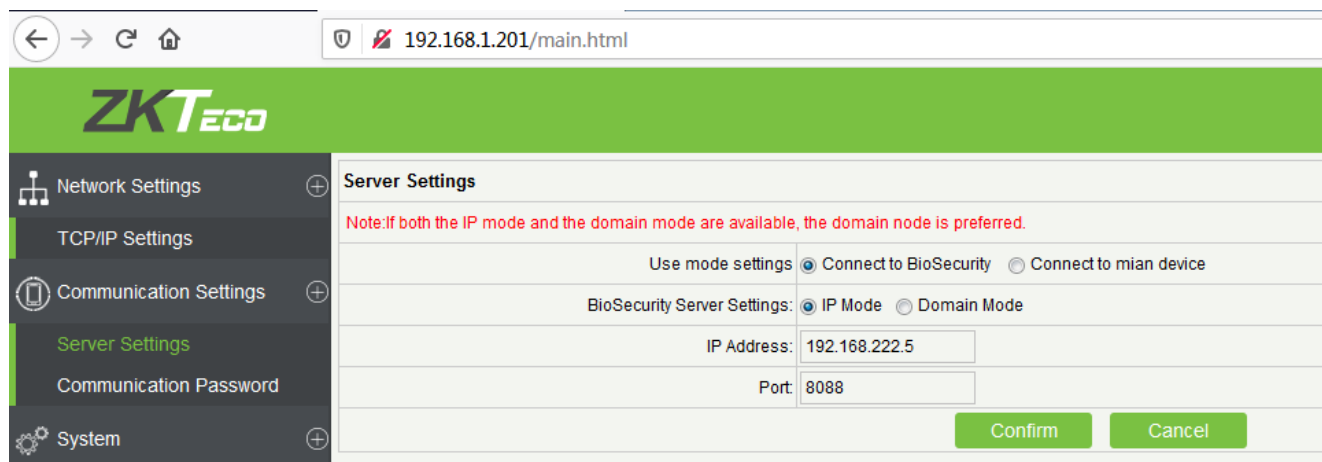 192.168.1.201/main.html
ZKTECO
Network Settings
TCP/IP Settings
Communication Settings
Server Settings
Communication Password
System
Server Settings
Note:If both the IP mode and the domain mode are available, the domain node is preferred.
Use mode settings Connect to BioSecurity Connect to mian device
BioSecurity Server Settings: IP Mode Domain Mode
IP Address: 192.168.222.5
Port: 8088
Confirm Cancel